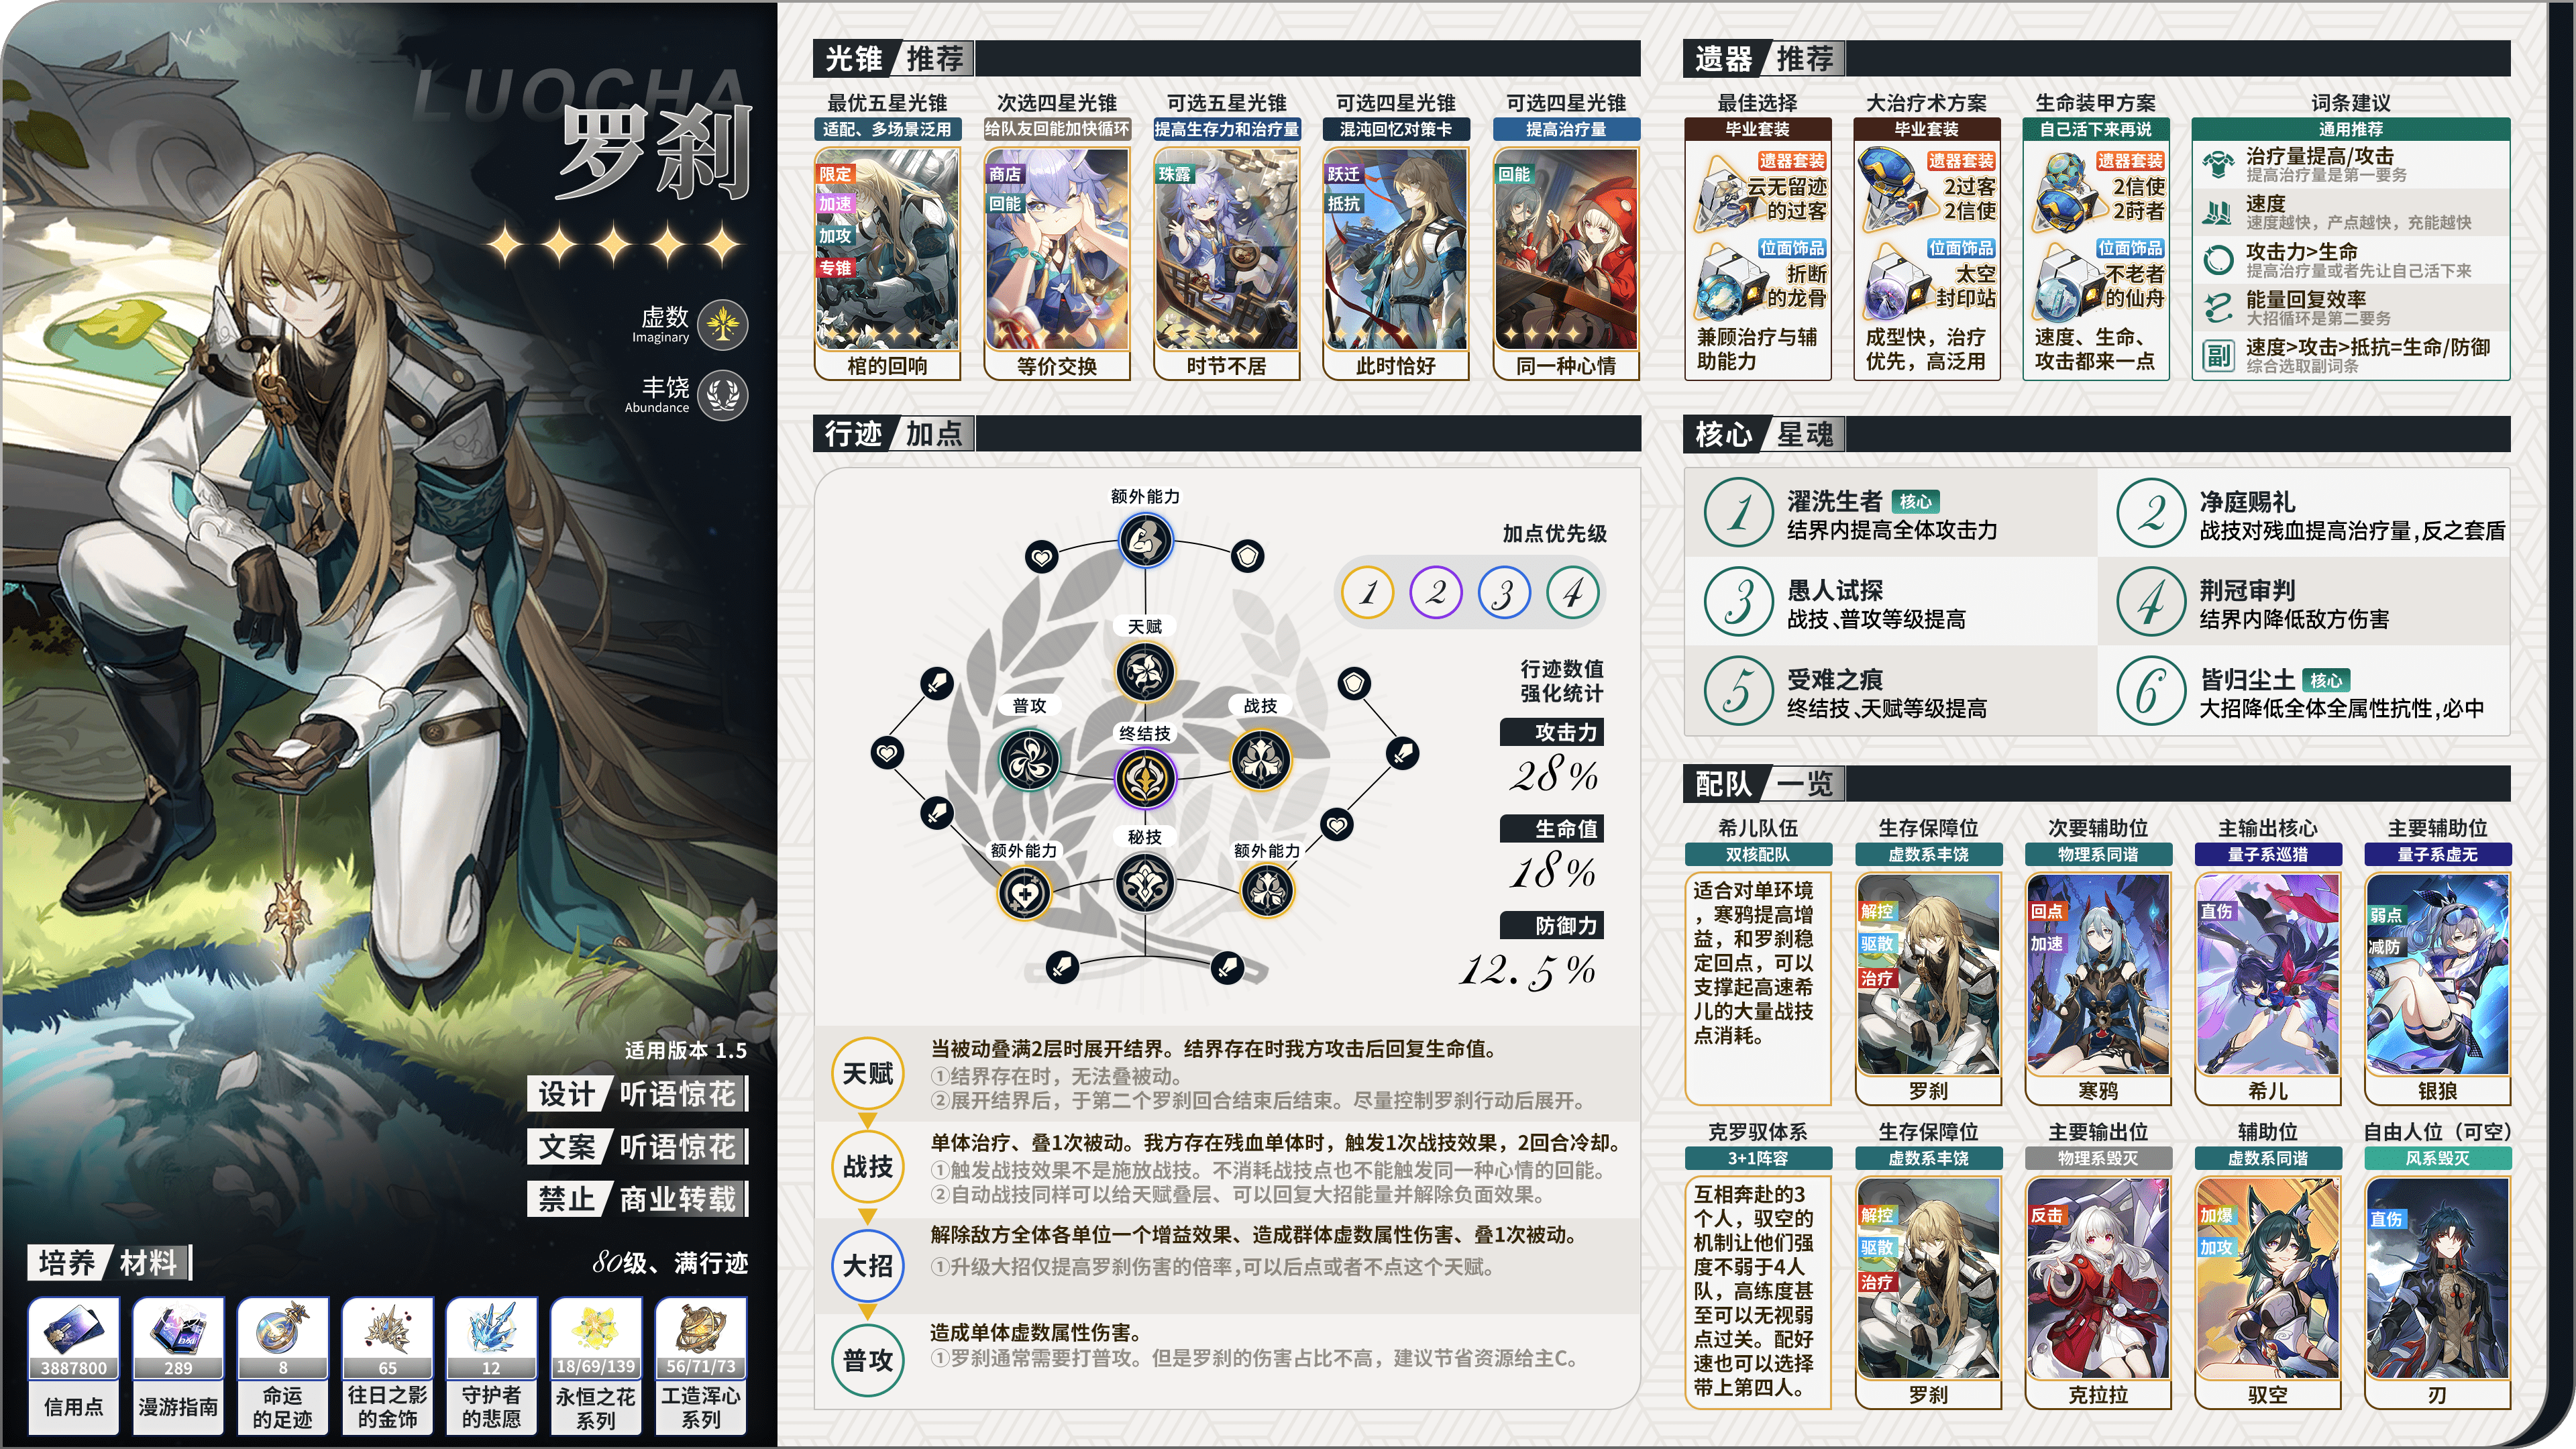 LUOCHA
罗刹
虚数
Imaginary
丰饶
Abundance
适用版本 1.5
设计 听语惊花
文案 听语惊花
禁止 商业转载
培养 材料
80级、满行迹
3887800
信用点
289
漫游指南
8
命运
的足迹
65
往日之影
的金饰
12
守护者
的悲愿
18/69/139
永恒之花
系列
56/71/73
工造浑心
系列
光锥 推荐
最优五星光锥
适配、多场景泛用
限定
加速
加攻
专锥
棺的回响
次选四星光锥
给队友回能加快循环
商店
回能
等价交换
可选五星光锥
提高生存力和治疗量
珠露
时节不居
可选四星光锥
混沌回忆对策卡
跃迁
抵抗
此时恰好
可选四星光锥
提高治疗量
回能
同一种心情
行迹 加点
额外能力
天赋
普攻
战技
终结技
秘技
额外能力
额外能力
加点优先级
1 2 3 4
行迹数值
强化统计
攻击力
28%
生命值
18%
防御力
12.5%
天赋
当被动叠满2层时展开结界。结界存在时我方攻击后回复生命值。
①结界存在时，无法叠被动。
②展开结界后，于第二个罗刹回合结束后结束。尽量控制罗刹行动后展开。
战技
单体治疗、叠1次被动。我方存在残血单体时，触发1次战技效果，2回合冷却。
①触发战技效果不是施放战技。不消耗战技点也不能触发同一种心情的回能。
②自动战技同样可以给天赋叠层、可以回复大招能量并解除负面效果。
大招
解除敌方全体各单位一个增益效果、造成群体虚数属性伤害、叠1次被动。
①升级大招仅提高罗刹伤害的倍率,可以后点或者不点这个天赋。
普攻
造成单体虚数属性伤害。
①罗刹通常需要打普攻。但是罗刹的伤害占比不高，建议节省资源给主C。
遗器 推荐
最佳选择
毕业套装
遗器套装
云无留迹
的过客
位面饰品
折断
的龙骨
兼顾治疗与辅
助能力
大治疗术方案
毕业套装
遗器套装
2过客
2信使
位面饰品
太空
封印站
成型快，治疗
优先，高泛用
生命装甲方案
自己活下来再说
遗器套装
2信使
2莳者
位面饰品
不老者
的仙舟
速度、生命、
攻击都来一点
词条建议
通用推荐
治疗量提高/攻击
提高治疗量是第一要务
速度
速度越快，产点越快，充能越快
攻击力>生命
提高治疗量或者先让自己活下来
能量回复效率
大招循环是第二要务
副
速度>攻击>抵抗=生命/防御
综合选取副词条
核心 星魂
1
濯洗生者 核心
结界内提高全体攻击力
2
净庭赐礼
战技对残血提高治疗量,反之套盾
3
愚人试探
战技、普攻等级提高
4
荆冠审判
结界内降低敌方伤害
5
受难之痕
终结技、天赋等级提高
6
皆归尘土 核心
大招降低全体全属性抗性,必中
配队 一览
希儿队伍
双核配队
适合对单环境
，寒鸦提高增
益，和罗刹稳
定回点，可以
支撑起高速希
儿的大量战技
点消耗。
生存保障位
虚数系丰饶
解控
驱散
治疗
罗刹
次要辅助位
物理系同谐
回点
加速
寒鸦
主输出核心
量子系巡猎
直伤
希儿
主要辅助位
量子系虚无
弱点
减防
银狼
克罗驭体系
3+1阵容
互相奔赴的3
个人，驭空的
机制让他们强
度不弱于4人
队，高练度甚
至可以无视弱
点过关。配好
速也可以选择
带上第四人。
生存保障位
虚数系丰饶
解控
驱散
治疗
罗刹
主要输出位
物理系毁灭
反击
克拉拉
辅助位
虚数系同谐
加爆
加攻
驭空
自由人位（可空）
风系毁灭
直伤
刃